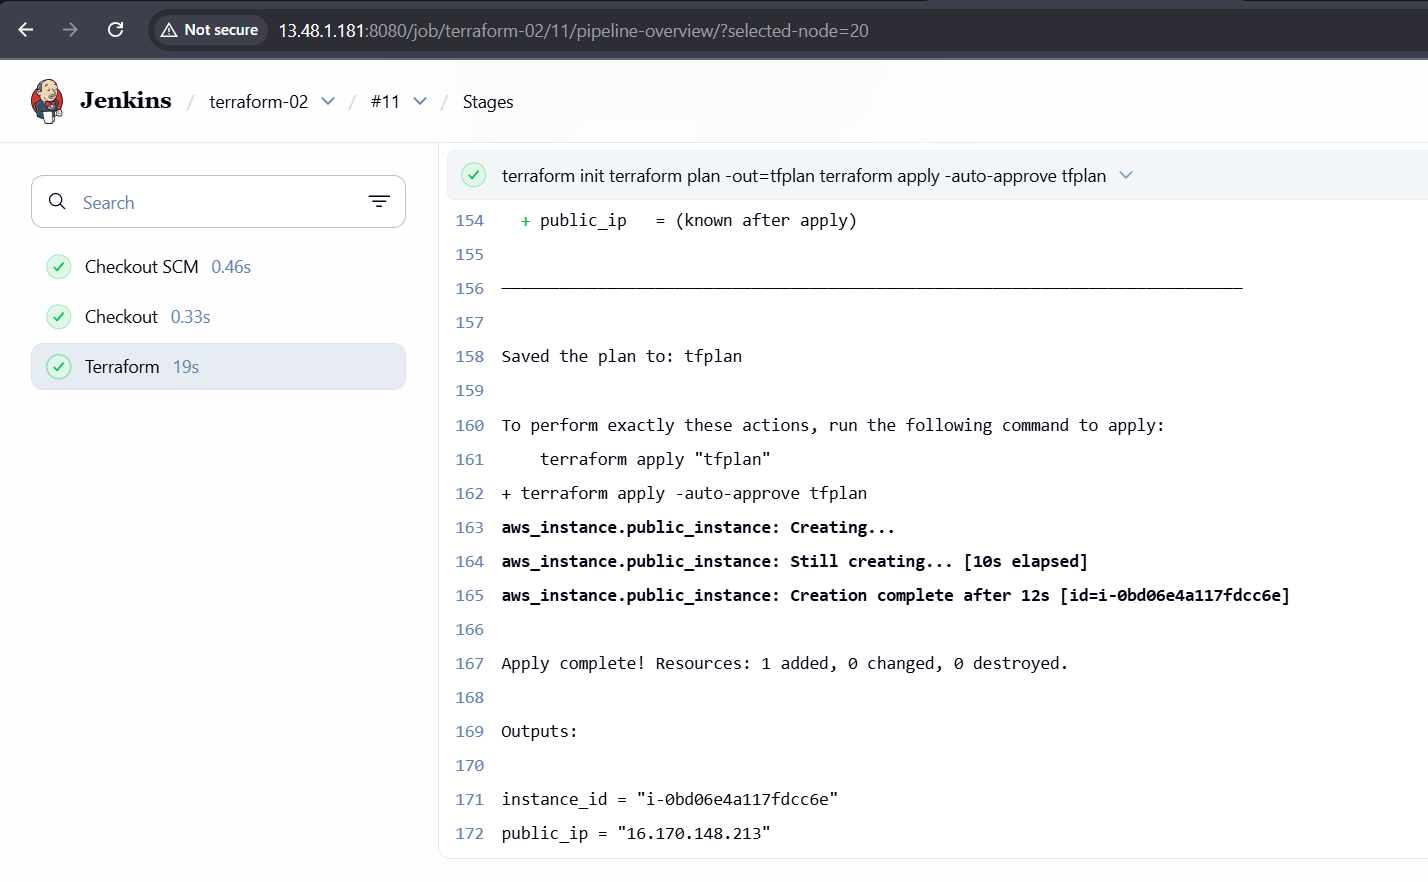 Not secure 13.48.1.181:8080/job/terraform-02/11/pipeline-overview/?selected-node=20
Jenkins / terraform-02 / #11 / Stages
Search
Checkout SCM 0.46s
Checkout 0.33s
Terraform 19s
terraform init terraform plan -out=tfplan terraform apply -auto-approve tfplan
154 + public_ip = (known after apply)
155
156 ─────────────────────────────────────────────────────────────────────────────
157
158 Saved the plan to: tfplan
159
160 To perform exactly these actions, run the following command to apply:
161 terraform apply "tfplan"
162 + terraform apply -auto-approve tfplan
163 aws_instance.public_instance: Creating...
164 aws_instance.public_instance: Still creating... [10s elapsed]
165 aws_instance.public_instance: Creation complete after 12s [id=i-0bd06e4a117fdcc6e]
166
167 Apply complete! Resources: 1 added, 0 changed, 0 destroyed.
168
169 Outputs:
170
171 instance_id = "i-0bd06e4a117fdcc6e"
172 public_ip = "16.170.148.213"